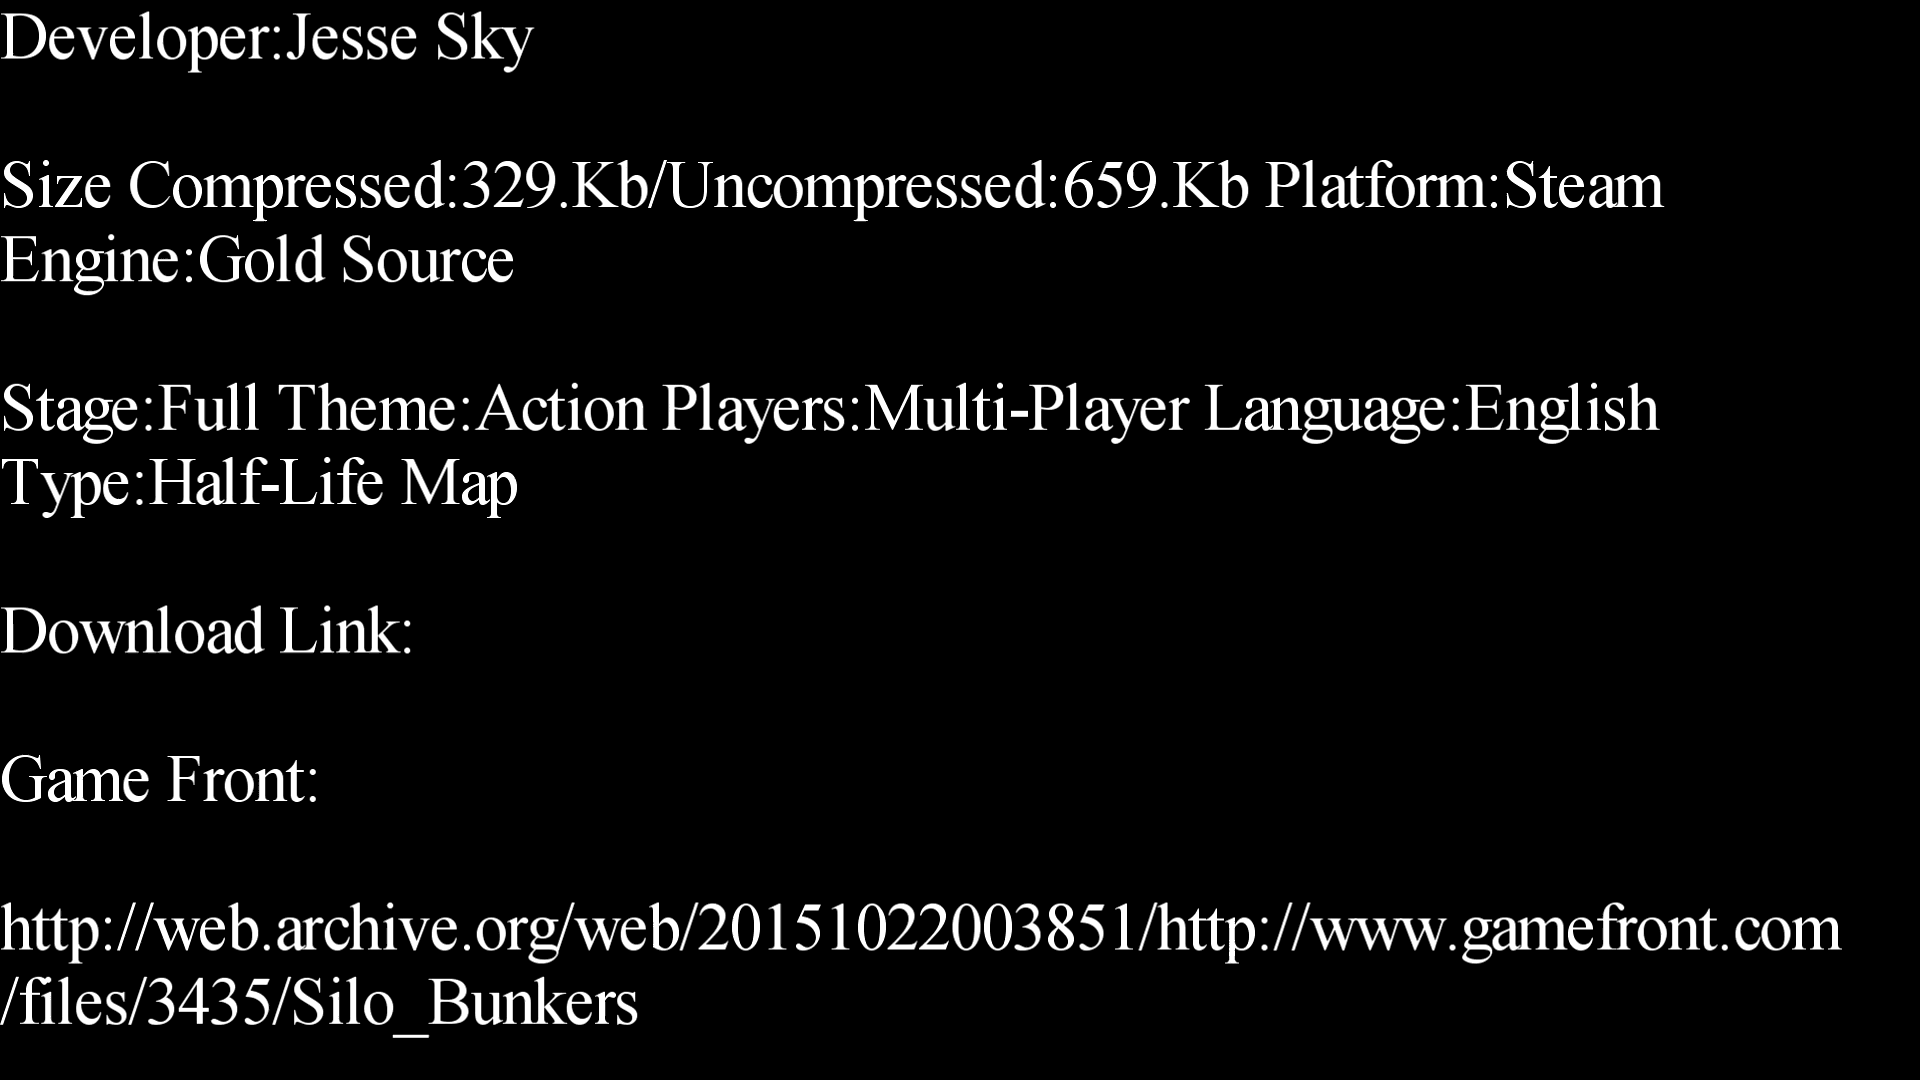 Developer:Jesse Sky
Size Compressed:329.Kb/Uncompressed:659.Kb Platform:Steam
Engine:Gold Source
Stage:Full Theme:Action Players:Multi-Player Language:English
Type:Half-Life Map
Download Link:
Game Front:
http://web.archive.org/web/20151022003851/http://www.gamefront.com
/files/3435/Silo_Bunkers